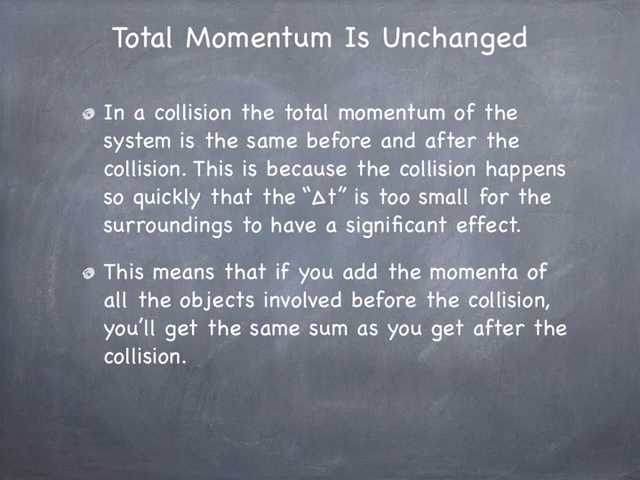 Total Momentum Is Unchanged
In a collision the total momentum of the
system is the same before and after the
collision. This is because the collision happens
so quickly that the “Δt” is too small for the
surroundings to have a significant effect.
This means that if you add the momenta of
all the objects involved before the collision,
you’ll get the same sum as you get after the
collision.